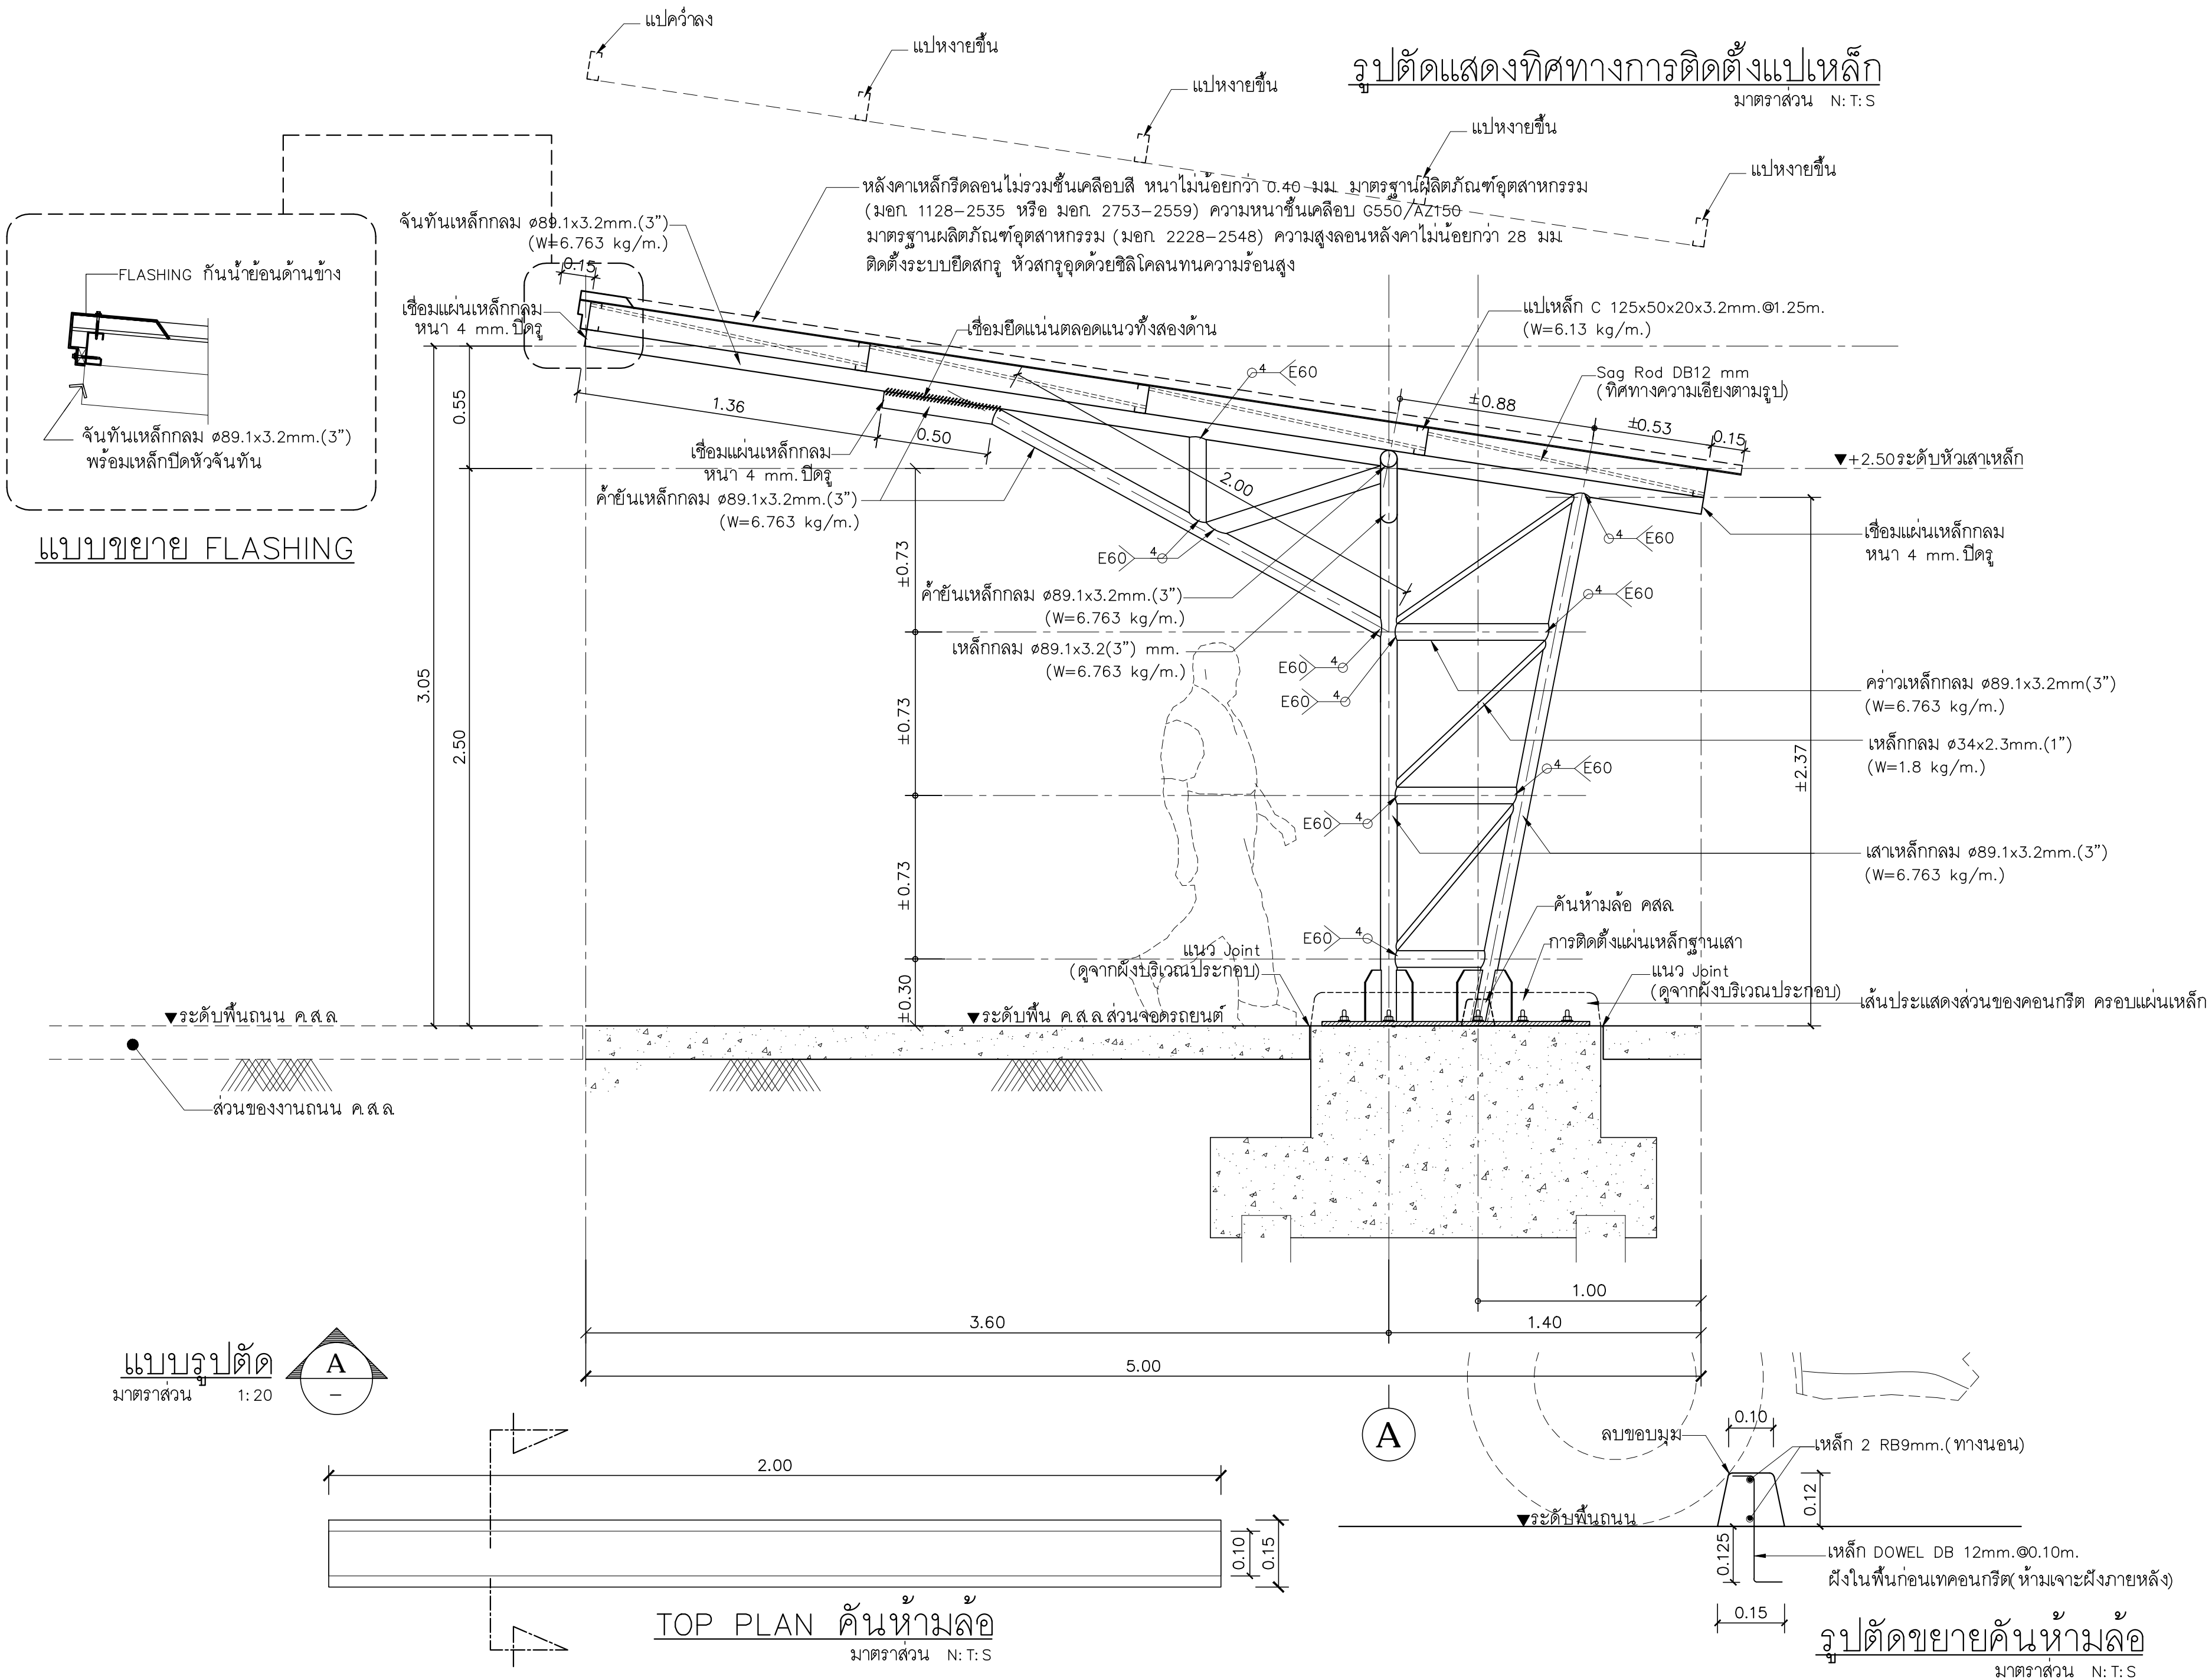 แปคว่ำลง
แปหงายขึ้น
แปหงายขึ้น
แปหงายขึ้น
แปหงายขึ้น
รูปตัดแสดงทิศทางการติดตั้งแปเหล็ก
มาตราส่วน N:T:S
หลังคาเหล็กรีดลอนไม่รวมชั้นเคลือบสี หนาไม่น้อยกว่า 0.40 มม. มาตรฐานผลิตภัณฑ์อุตสาหกรรม
(มอก. 1128-2535 หรือ มอก. 2753-2559) ความหนาชั้นเคลือบ G550/AZ150
มาตรฐานผลิตภัณฑ์อุตสาหกรรม (มอก. 2228-2548) ความสูงลอนหลังคาไม่น้อยกว่า 28 มม.
ติดตั้งระบบยึดสกรู หัวสกรูอุดด้วยซิลิโคลนทนความร้อนสูง
จันทันเหล็กกลม ø89.1x3.2mm.(3")
(W=6.763 kg/m.)
0.15
FLASHING กันน้ำย้อนด้านข้าง
จันทันเหล็กกลม ø89.1x3.2mm.(3")
พร้อมเหล็กปิดหัวจันทัน
แบบขยาย FLASHING
เชื่อมแผ่นเหล็กกลม
หนา 4 mm.ปิดรู
เชื่อมยึดแน่นตลอดแนวทั้งสองด้าน
แปเหล็ก C 125x50x20x3.2mm.@1.25m.
(W=6.13 kg/m.)
Sag Rod DB12 mm
(ทิศทางความเอียงตามรูป)
4 E60
±0.88
±0.53
0.15
1.36
0.50
2.00
0.55
3.05
2.50
เชื่อมแผ่นเหล็กกลม
หนา 4 mm.ปิดรู
ค้ำยันเหล็กกลม ø89.1x3.2mm.(3")
(W=6.763 kg/m.)
▼+2.50ระดับหัวเสาเหล็ก
เชื่อมแผ่นเหล็กกลม
หนา 4 mm.ปิดรู
E60 4
4 E60
4 E60
±0.73
±0.73
±0.73
±0.30
±2.37
ค้ำยันเหล็กกลม ø89.1x3.2mm.(3")
(W=6.763 kg/m.)
เหล็กกลม ø89.1x3.2(3") mm.
(W=6.763 kg/m.)
E60 4
E60 4
คร่าวเหล็กกลม ø89.1x3.2mm(3")
(W=6.763 kg/m.)
เหล็กกลม ø34x2.3mm.(1")
(W=1.8 kg/m.)
4 E60
E60 4
เสาเหล็กกลม ø89.1x3.2mm.(3")
(W=6.763 kg/m.)
คันห้ามล้อ คสล.
E60 4
การติดตั้งแผ่นเหล็กฐานเสา
แนว Joint
(ดูจากผังบริเวณประกอบ)
แนว Joint
(ดูจากผังบริเวณประกอบ)
เส้นประแสดงส่วนของคอนกรีต ครอบแผ่นเหล็ก
▼ระดับพื้นถนน ค.ส.ล.
▼ระดับพื้น ค.ส.ล.ส่วนจอดรถยนต์
ส่วนของงานถนน ค.ส.ล.
1.00
3.60
1.40
5.00
A
แบบรูปตัด
มาตราส่วน 1:20
A
–
2.00
0.10
0.15
TOP PLAN คันห้ามล้อ
มาตราส่วน N:T:S
ลบขอบมุม
0.10
เหล็ก 2 RB9mm.(ทางนอน)
0.12
▼ระดับพื้นถนน
0.125
เหล็ก DOWEL DB 12mm.@0.10m.
ฝังในพื้นก่อนเทคอนกรีต(ห้ามเจาะฝังภายหลัง)
0.15
รูปตัดขยายคันห้ามล้อ
มาตราส่วน N:T:S